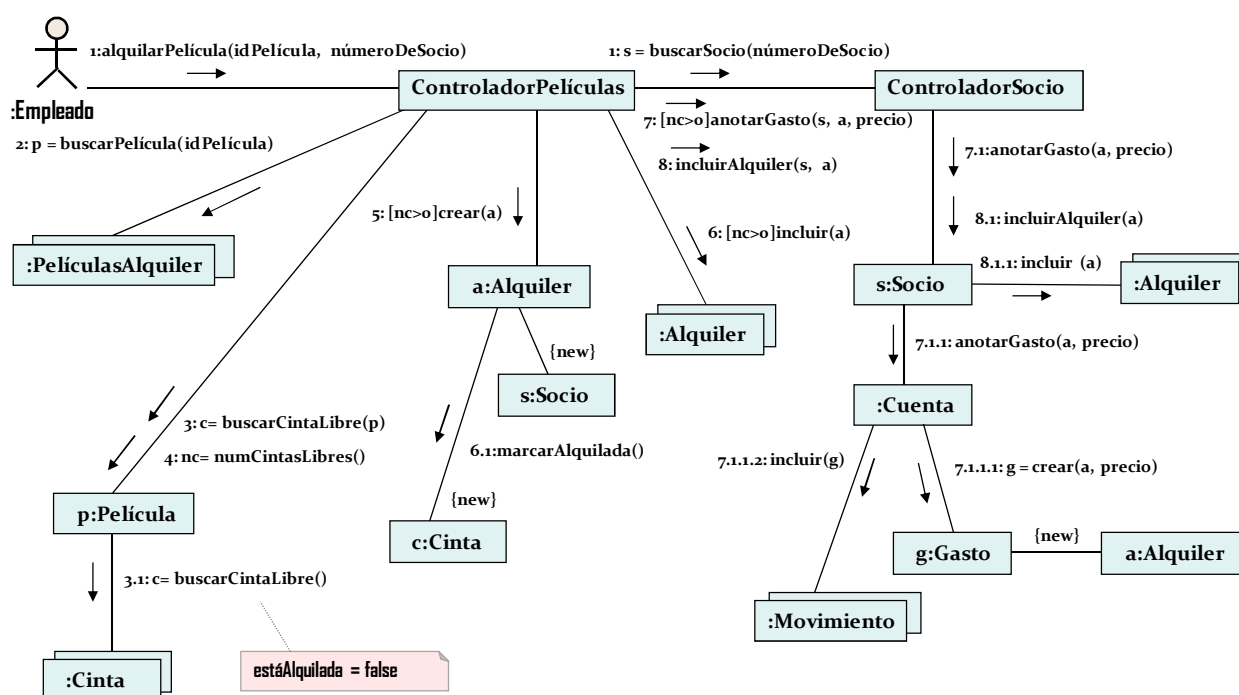 1:alquilarPelícula(idPelícula, númeroDeSocio)
1: s = buscarSocio(númeroDeSocio)
:Empleado
ControladorPelículas
ControladorSocio
2: p = buscarPelícula(idPelícula)
7: [nc>0]anotarGasto(s, a, precio)
8: incluirAlquiler(s, a)
7.1:anotarGasto(a, precio)
5: [nc>0]crear(a)
6: [nc>0]incluir(a)
8.1: incluirAlquiler(a)
:PelículasAlquiler
8.1.1: incluir (a)
a:Alquiler
s:Socio
:Alquiler
:Alquiler
7.1.1: anotarGasto(a, precio)
{new}
s:Socio
:Cuenta
3: c= buscarCintaLibre(p)
4: nc= numCintasLibres()
6.1:marcarAlquilada()
7.1.1.2: incluir(g)
7.1.1.1: g = crear(a, precio)
{new}
p:Película
c:Cinta
g:Gasto
{new}
a:Alquiler
3.1: c= buscarCintaLibre()
:Movimiento
estáAlquilada = false
:Cinta